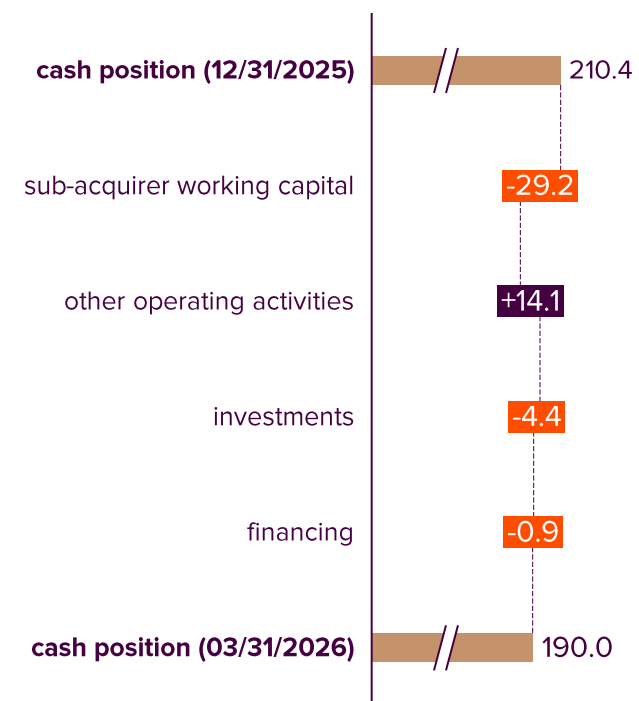 cash position (12/31/2025) 210.4
sub-acquirer working capital -29.2
other operating activities +14.1
investments -4.4
financing -0.9
cash position (03/31/2026) 190.0